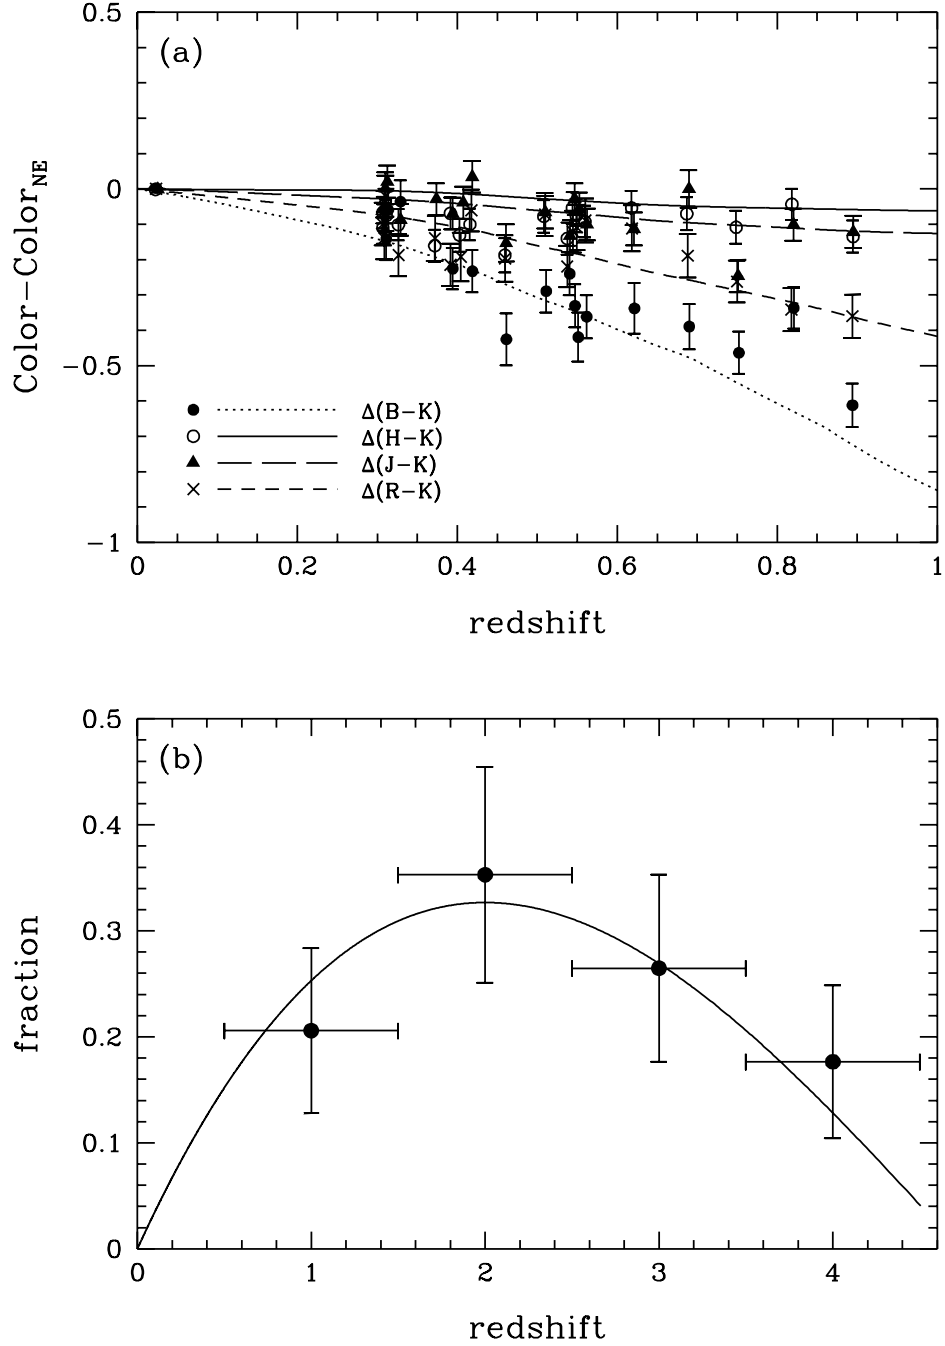 (a)
0.5
0
−0.5
−1
Color−Color_NE
Δ(B−K)
Δ(H−K)
Δ(J−K)
Δ(R−K)
0 0.2 0.4 0.6 0.8 1
redshift
(b)
0.5
0.4
0.3
0.2
0.1
0
fraction
0 1 2 3 4
redshift